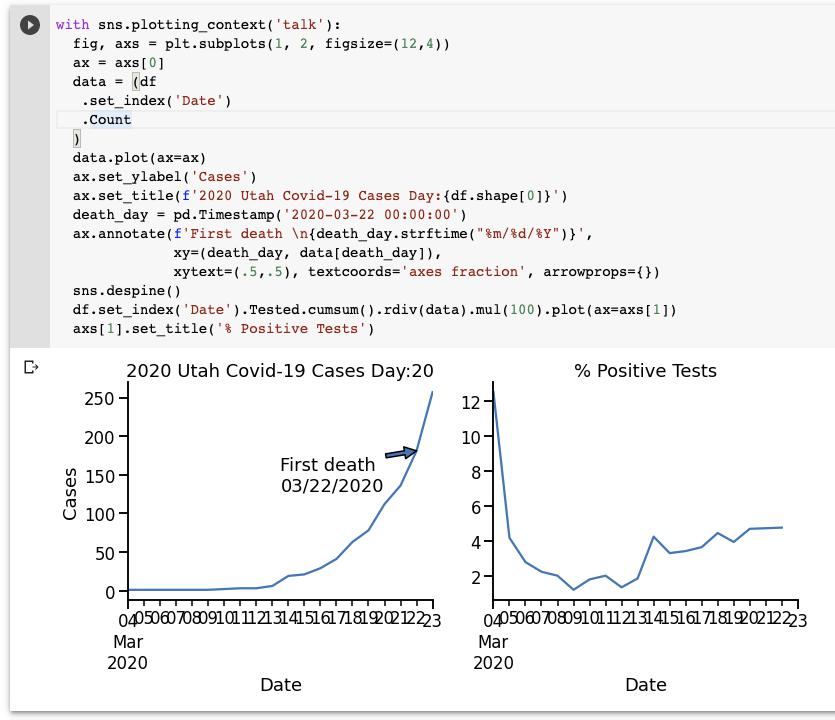 with sns.plotting_context('talk'):
  fig, axs = plt.subplots(1, 2, figsize=(12,4))
  ax = axs[0]
  data = (df
   .set_index('Date')
   .Count
  )
  data.plot(ax=ax)
  ax.set_ylabel('Cases')
  ax.set_title(f'2020 Utah Covid-19 Cases Day:{df.shape[0]}')
  death_day = pd.Timestamp('2020-03-22 00:00:00')
  ax.annotate(f'First death \n{death_day.strftime("%m/%d/%Y")}',
              xy=(death_day, data[death_day]),
              xytext=(.5,.5), textcoords='axes fraction', arrowprops={})
  sns.despine()
  df.set_index('Date').Tested.cumsum().rdiv(data).mul(100).plot(ax=axs[1])
  axs[1].set_title('% Positive Tests')
2020 Utah Covid-19 Cases Day:20
250
200
150
100
50
0
Cases
First death
03/22/2020
04 05 06 07 08 09 10 11 12 13 14 15 16 17 18 19 20 21 22 23
Mar
2020
Date
% Positive Tests
12
10
8
6
4
2
04 05 06 07 08 09 10 11 12 13 14 15 16 17 18 19 20 21 22 23
Mar
2020
Date